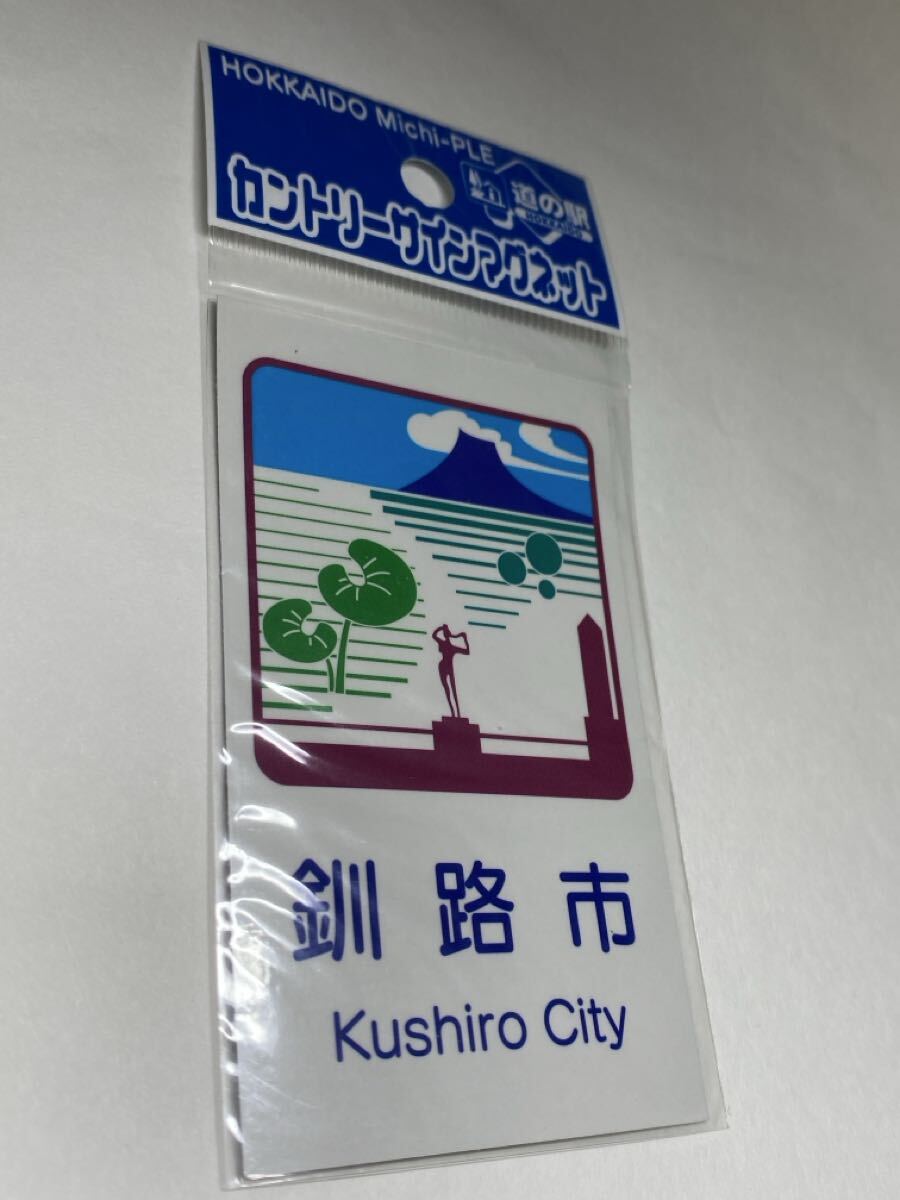 HOKKAIDO Michi-PLE
道の駅
HOKKAIDO
カントリーサインマグネット
釧路市
Kushiro City